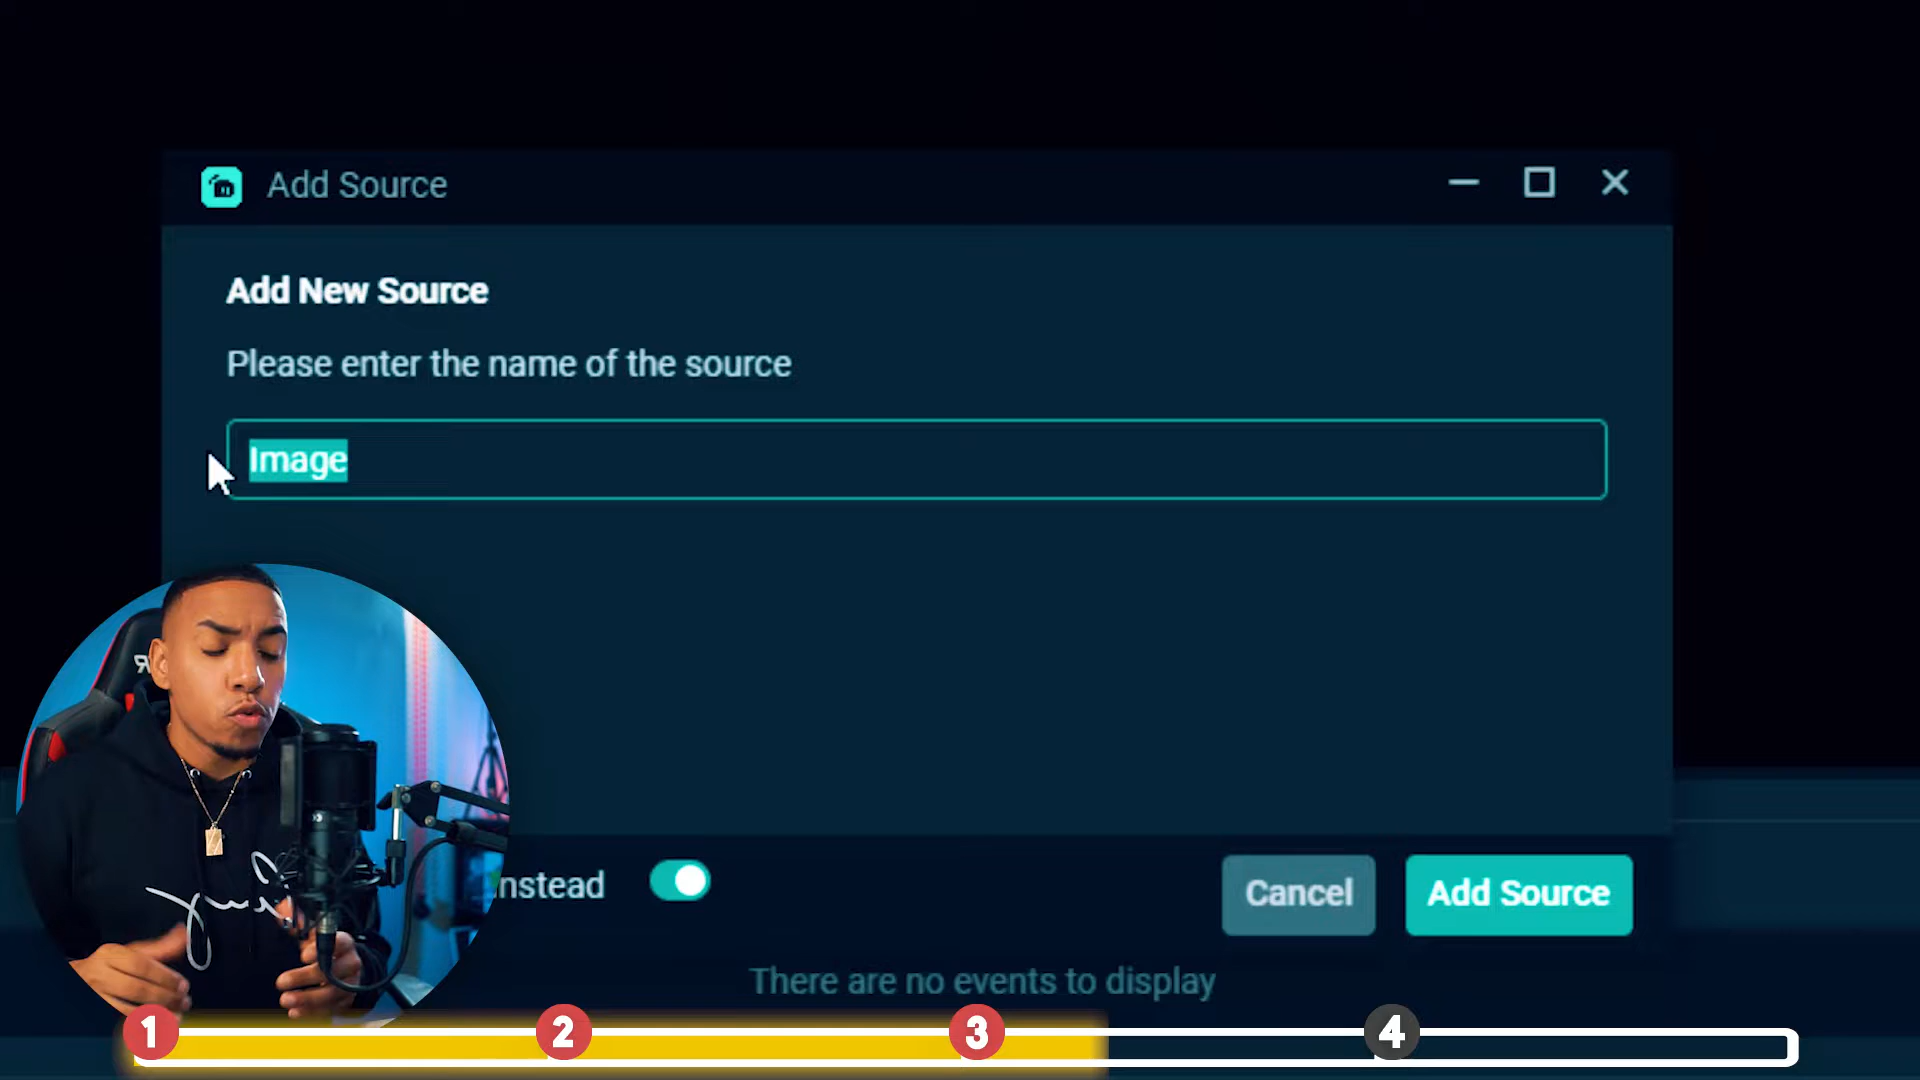 Add Source
Add New Source
Please enter the name of the source
Image
nstead
Cancel
Add Source
There are no events to display
1
2
3
4